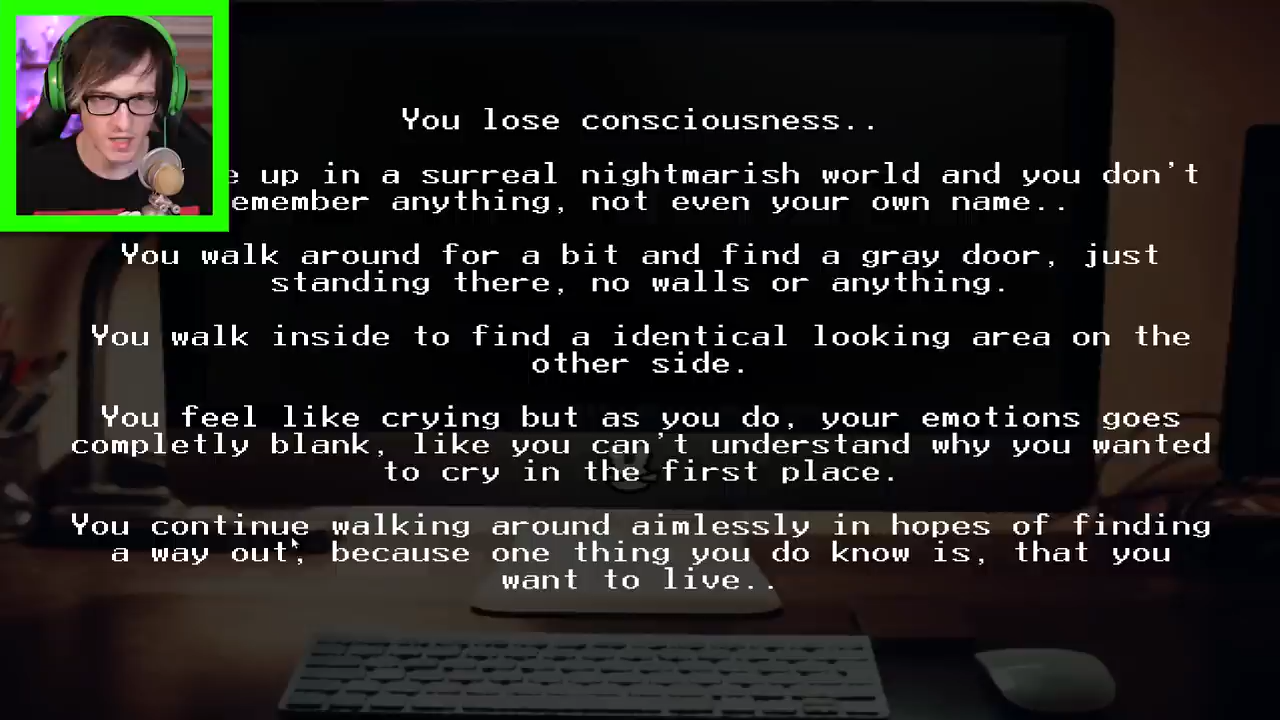 You lose consciousness..
up in a surreal nightmarish world and you don't
anything, not even your own name..
You walk around for a bit and find a gray door, just
standing there, no walls or anything.
You walk inside to find a identical looking area on the
other side.
You feel like crying but as you do, your emotions goes
completly blank, like you can't understand why you wanted
to cry in the first place.
You continue walking around aimlessly in hopes of finding
a way out, because one thing you do know is, that you
want to live..